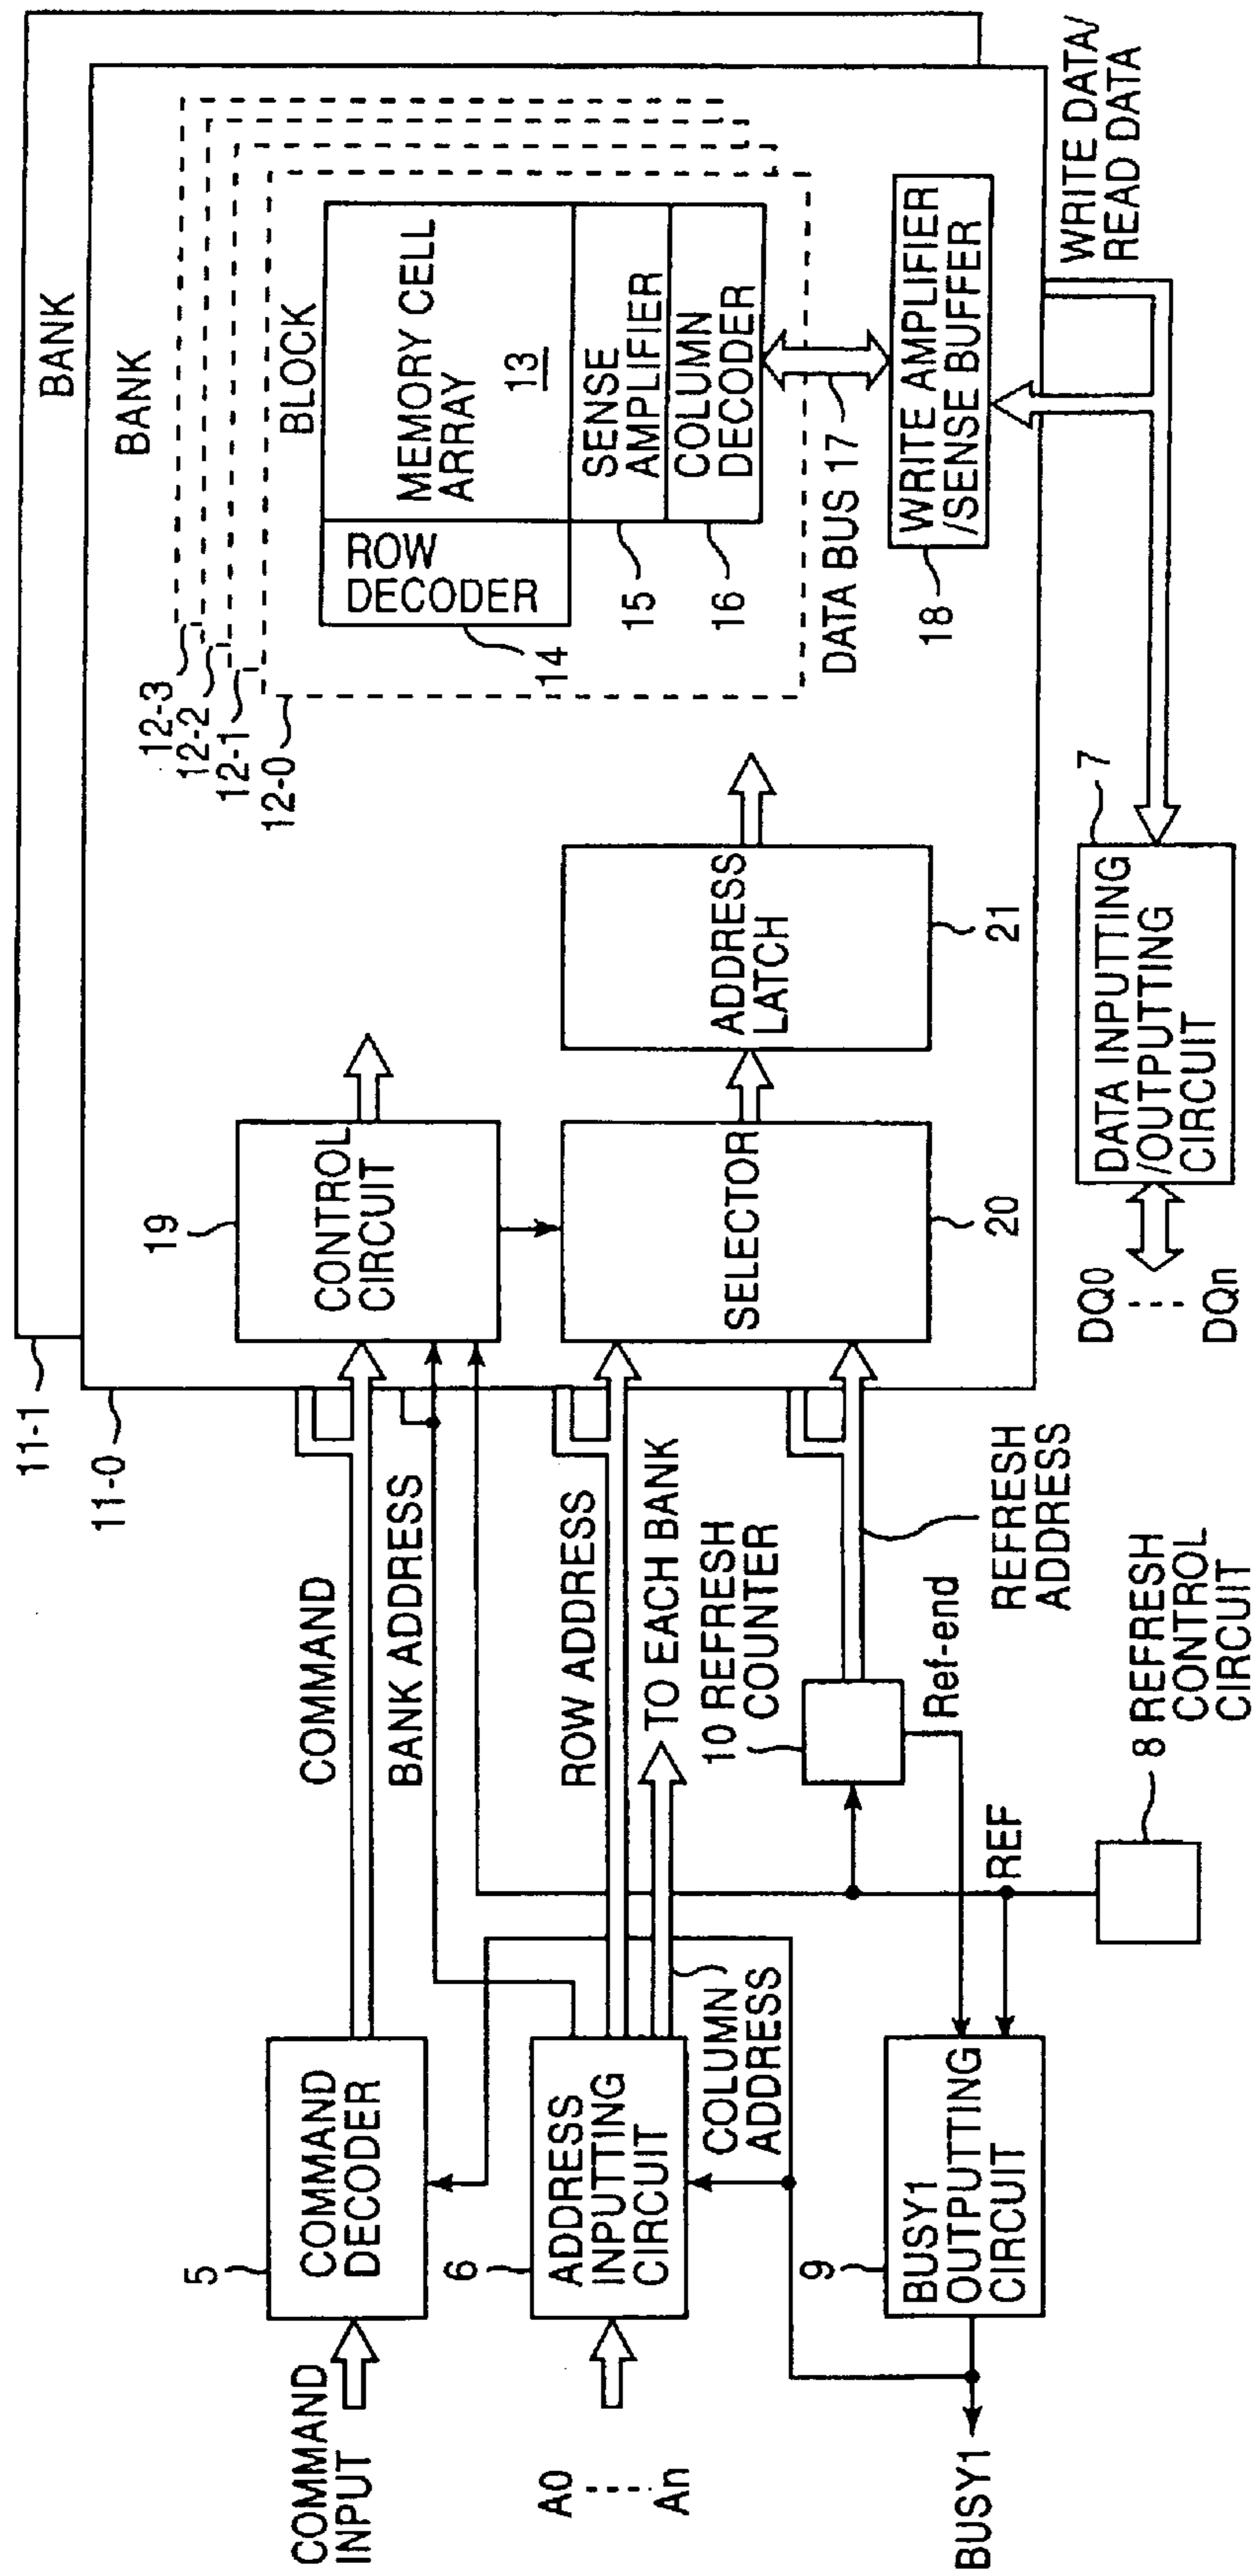 11-1
11-0
BANK
BANK
12-3
12-2
12-1
12-0
BLOCK
MEMORY CELL
ARRAY
13
ROW
DECODER
14
SENSE
AMPLIFIER
15
COLUMN
DECODER
16
DATA BUS 17
WRITE AMPLIFIER
/SENSE BUFFER
18
WRITE DATA/
READ DATA
19
CONTROL
CIRCUIT
SELECTOR
20
ADDRESS
LATCH
21
7
DATA INPUTTING
/OUTPUTTING
CIRCUIT
DQ0
DQn
COMMAND
BANK ADDRESS
ROW ADDRESS
TO EACH BANK
10 REFRESH
COUNTER
REFRESH
ADDRESS
Ref-end
REF
8 REFRESH
CONTROL
CIRCUIT
COMMAND
INPUT
5
COMMAND
DECODER
A0
An
6
ADDRESS
INPUTTING
CIRCUIT
COLUMN
ADDRESS
9
BUSY1
OUTPUTTING
CIRCUIT
BUSY1